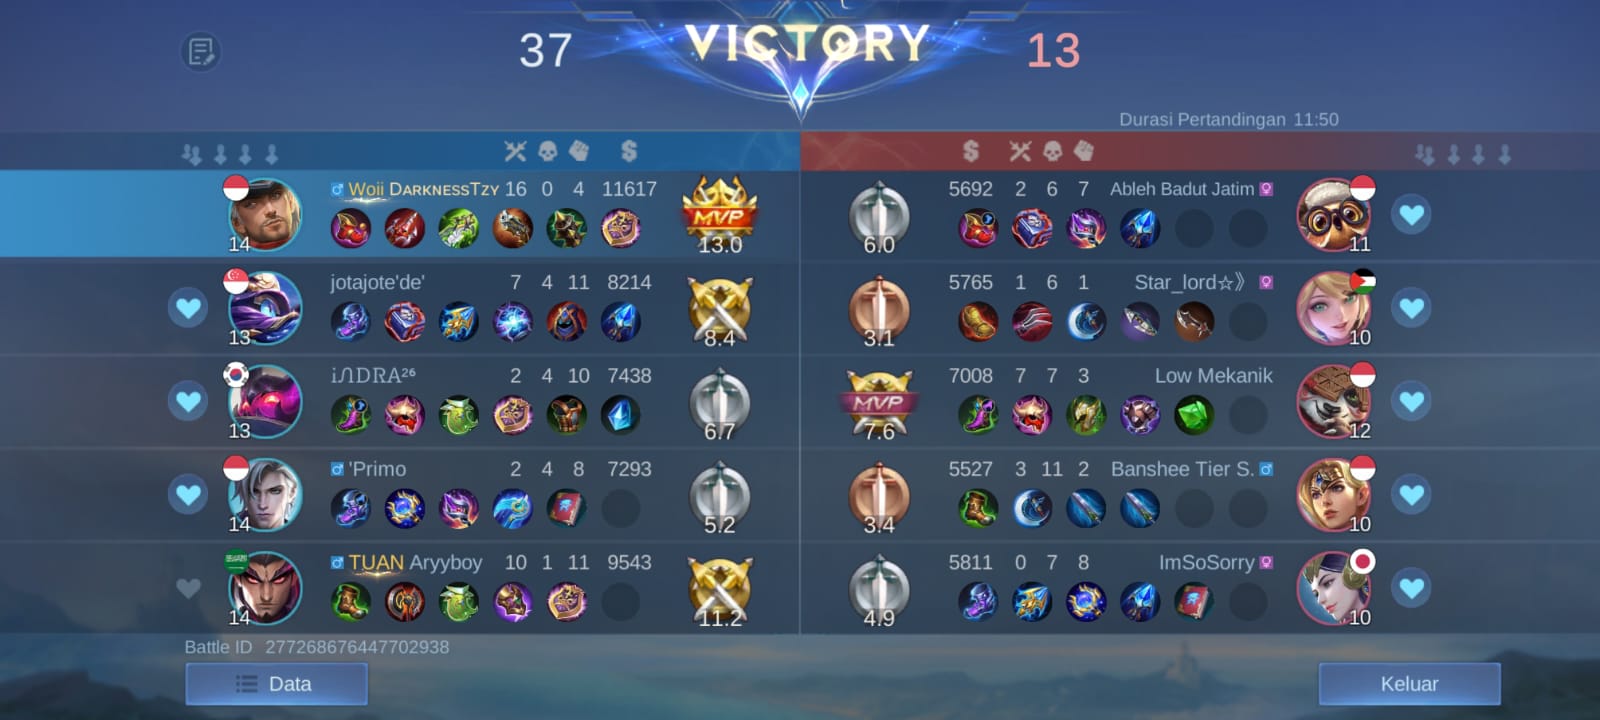 37 VICTORY 13
Durasi Pertandingan 11:50
Woii DARKNESSTZY 16 0 4 11617
14 MVP 13.0
5692 2 6 7 Ableh Badut Jatim
6.0 11
jotajote'de' 7 4 11 8214
13 8.4
5765 1 6 1 Star_lord☆》
3.1 10
2 4 10 7438
13 6.7
7008 7 7 3 Low Mekanik
MVP 7.6 12
'Primo 2 4 8 7293
14 5.2
5527 3 11 2 Banshee Tier S.
3.4 10
TUAN Aryyboy 10 1 11 9543
14 11.2
5811 0 7 8 ImSoSorry
4.9 10
Battle ID 277268676447702938
Data
Keluar